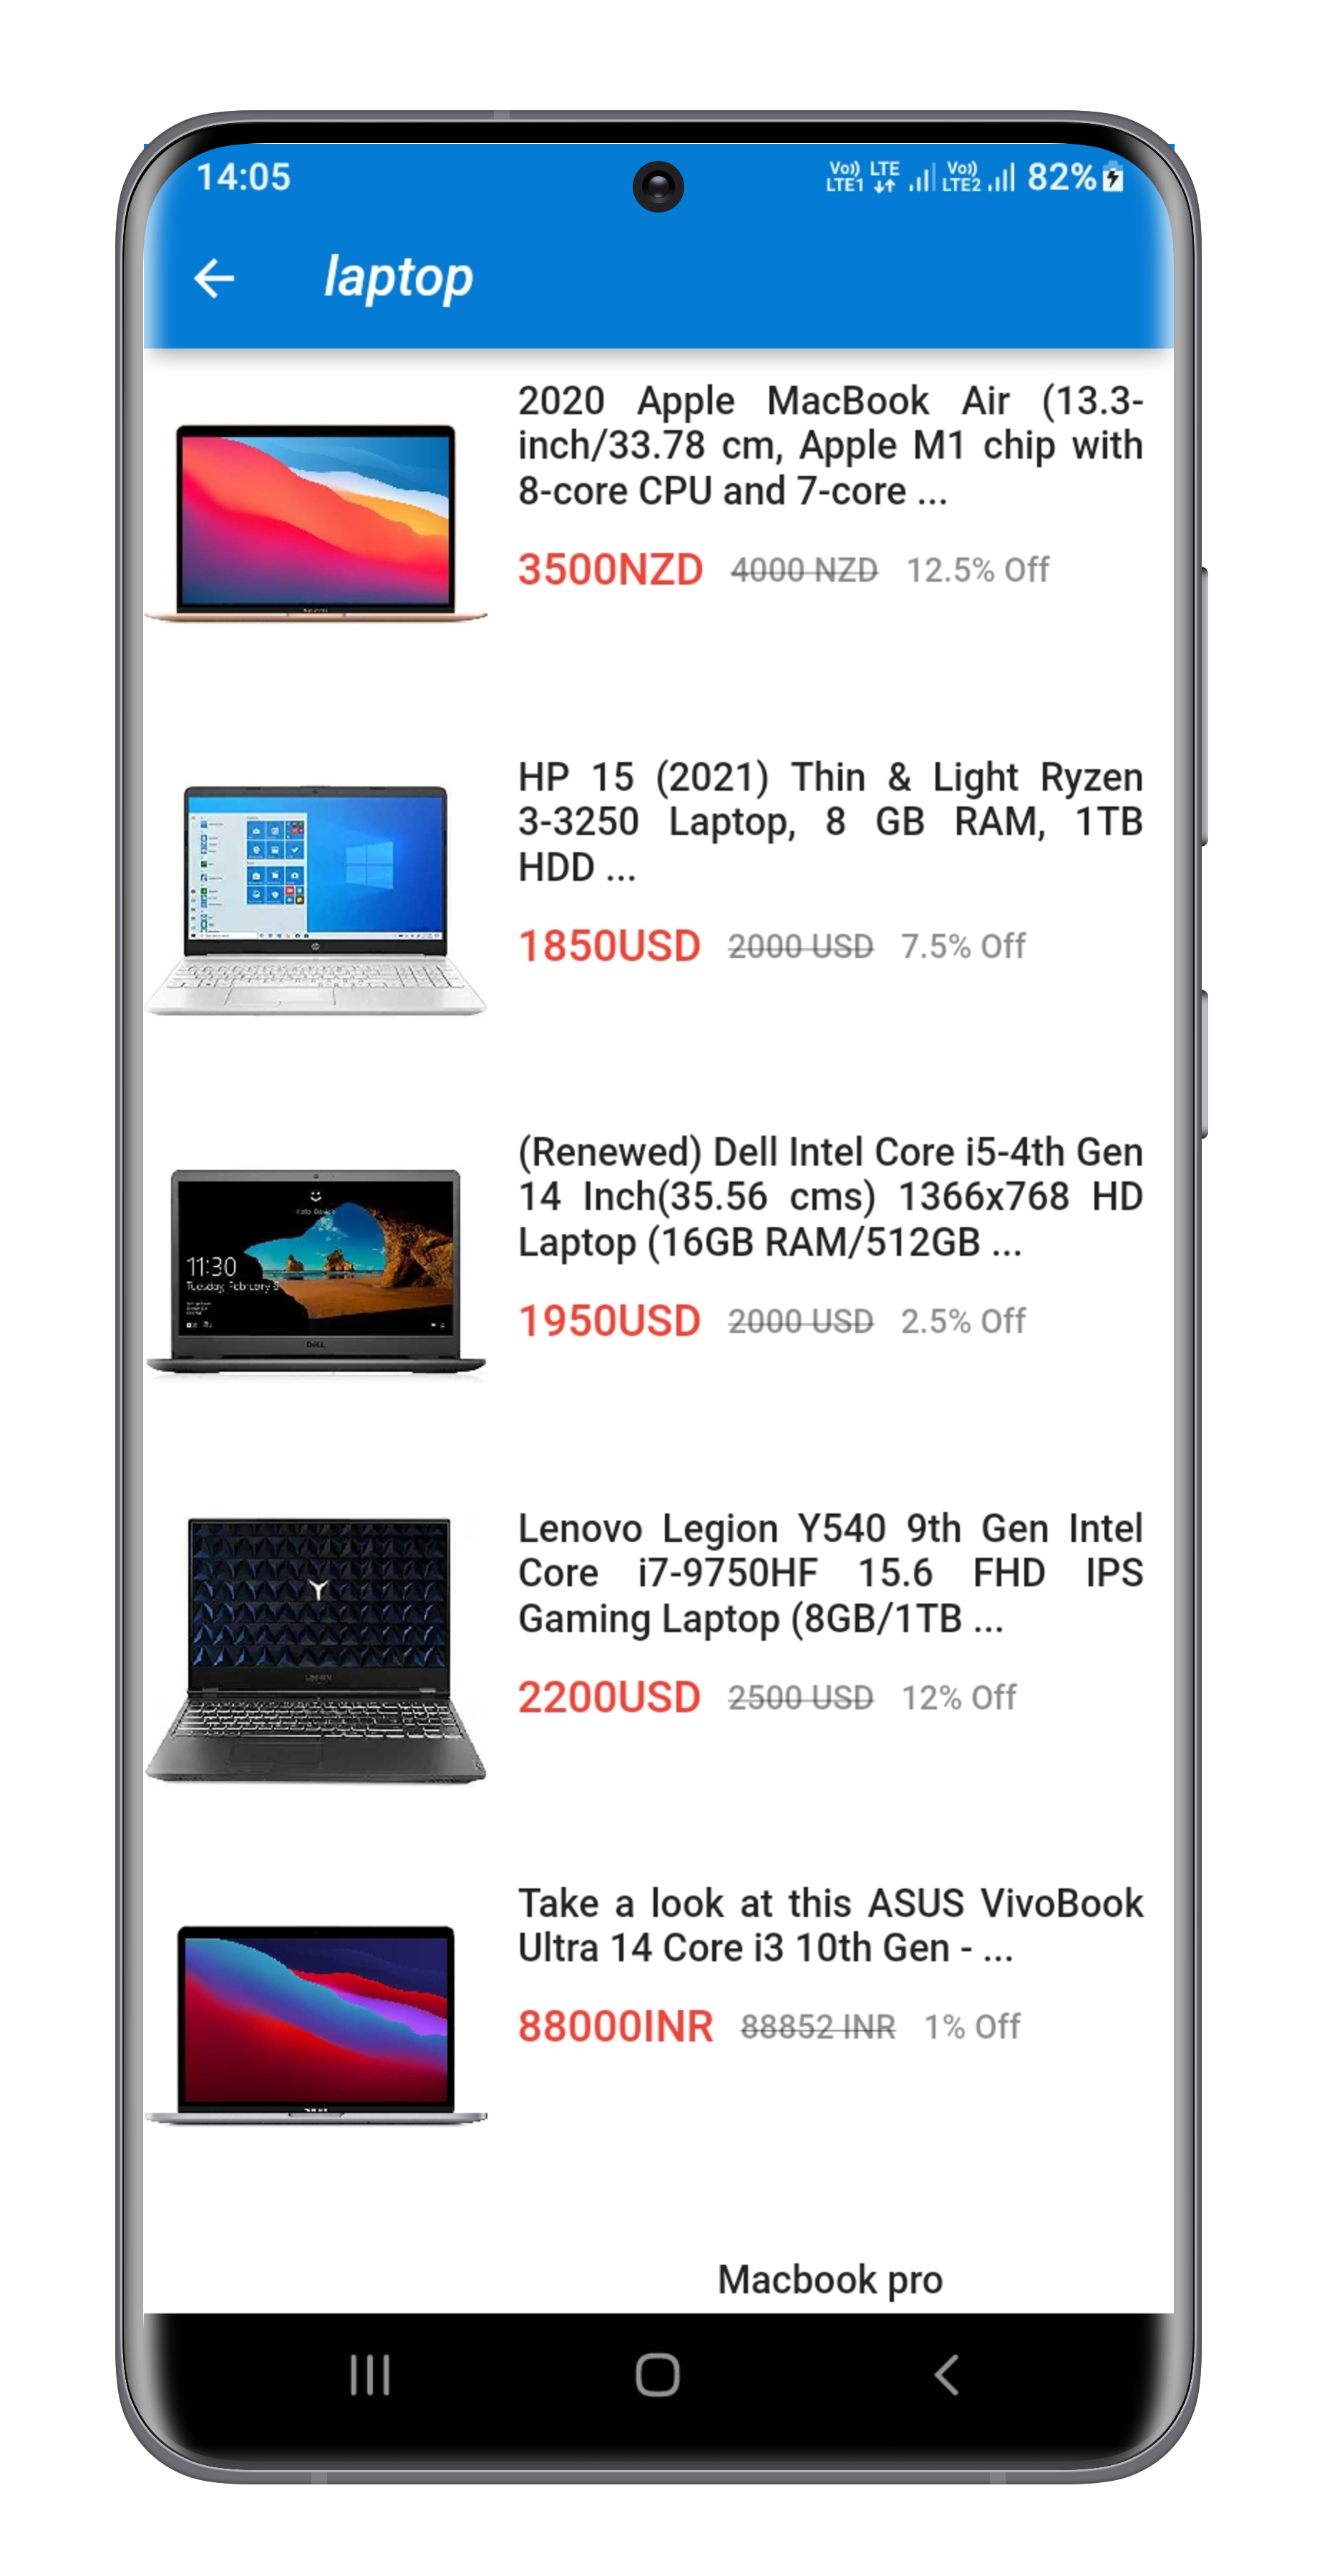 14:05
Vo)) LTE Vo)) 82%
LTE1 LTE2
laptop
2020 Apple MacBook Air (13.3-
inch/33.78 cm, Apple M1 chip with
8-core CPU and 7-core ...
3500NZD 4000 NZD 12.5% Off
HP 15 (2021) Thin & Light Ryzen
3-3250 Laptop, 8 GB RAM, 1TB
HDD ...
1850USD 2000 USD 7.5% Off
(Renewed) Dell Intel Core i5-4th Gen
14 Inch(35.56 cms) 1366x768 HD
Laptop (16GB RAM/512GB ...
11:30
Tuesday, February
DELL
1950USD 2000 USD 2.5% Off
Lenovo Legion Y540 9th Gen Intel
Core i7-9750HF 15.6 FHD IPS
Gaming Laptop (8GB/1TB ...
LEGION
2200USD 2500 USD 12% Off
Take a look at this ASUS VivoBook
Ultra 14 Core i3 10th Gen - ...
88000INR 88852 INR 1% Off
Macbook pro